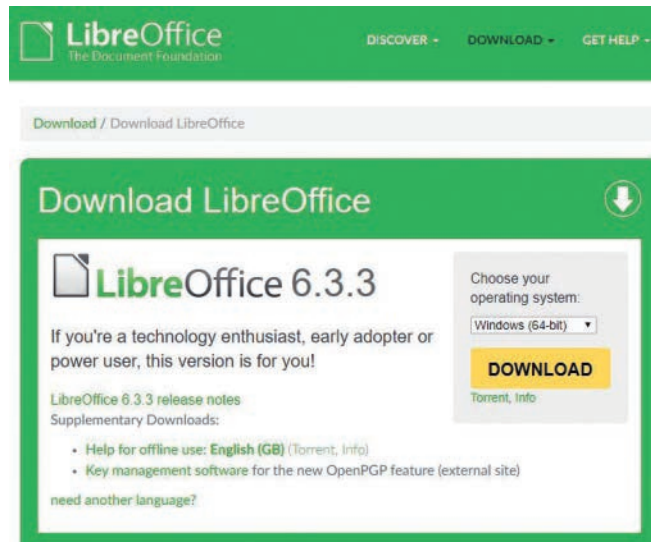 LibreOffice
The Document Foundation
DISCOVER DOWNLOAD GET HELP
Download / Download LibreOffice
Download LibreOffice
LibreOffice 6.3.3
If you're a technology enthusiast, early adopter or
power user, this version is for you!
LibreOffice 6.3.3 release notes
Supplementary Downloads:
• Help for offline use: English (GB) (Torrent, Info)
• Key management software for the new OpenPGP feature (external site)
need another language?
Choose your
operating system:
Windows (64-bit)
DOWNLOAD
Torrent, Info